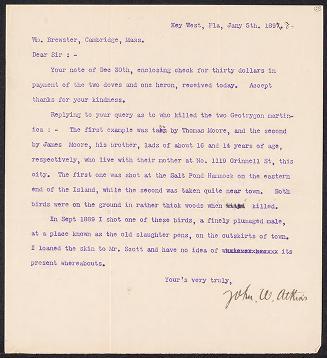 Key West, Fla, Jany 5th. 1897.
Wm. Brewster, Cambridge, Mass.
Dear Sir : -
Your note of Dec 30th, enclosing check for thirty dollars in
payment of the two doves and one heron, received today. Accept
thanks for your kindness.
Replying to your query as to who killed the two Geotrygon martin-
ica : - The first example was taken by Thomas Moore, and the second
by James Moore, his brother, lads of about 16 and 14 years of age,
respectively, who live with their mother at No. 1119 Grinnell St, this
city. The first one was shot at the Salt Pond Hammock on the eastern
end of the Island, while the second was taken quite near town. Both
birds were on the ground in rather thick woods when killed.
In Sept 1889 I shot one of these birds, a finely plumaged male,
at a place known as the old slaughter pens, on the outskirts of town.
I loaned the skin to Mr. Scott and have no idea of its
its present whereabouts.
Your's very truly,
John. W. Atkins